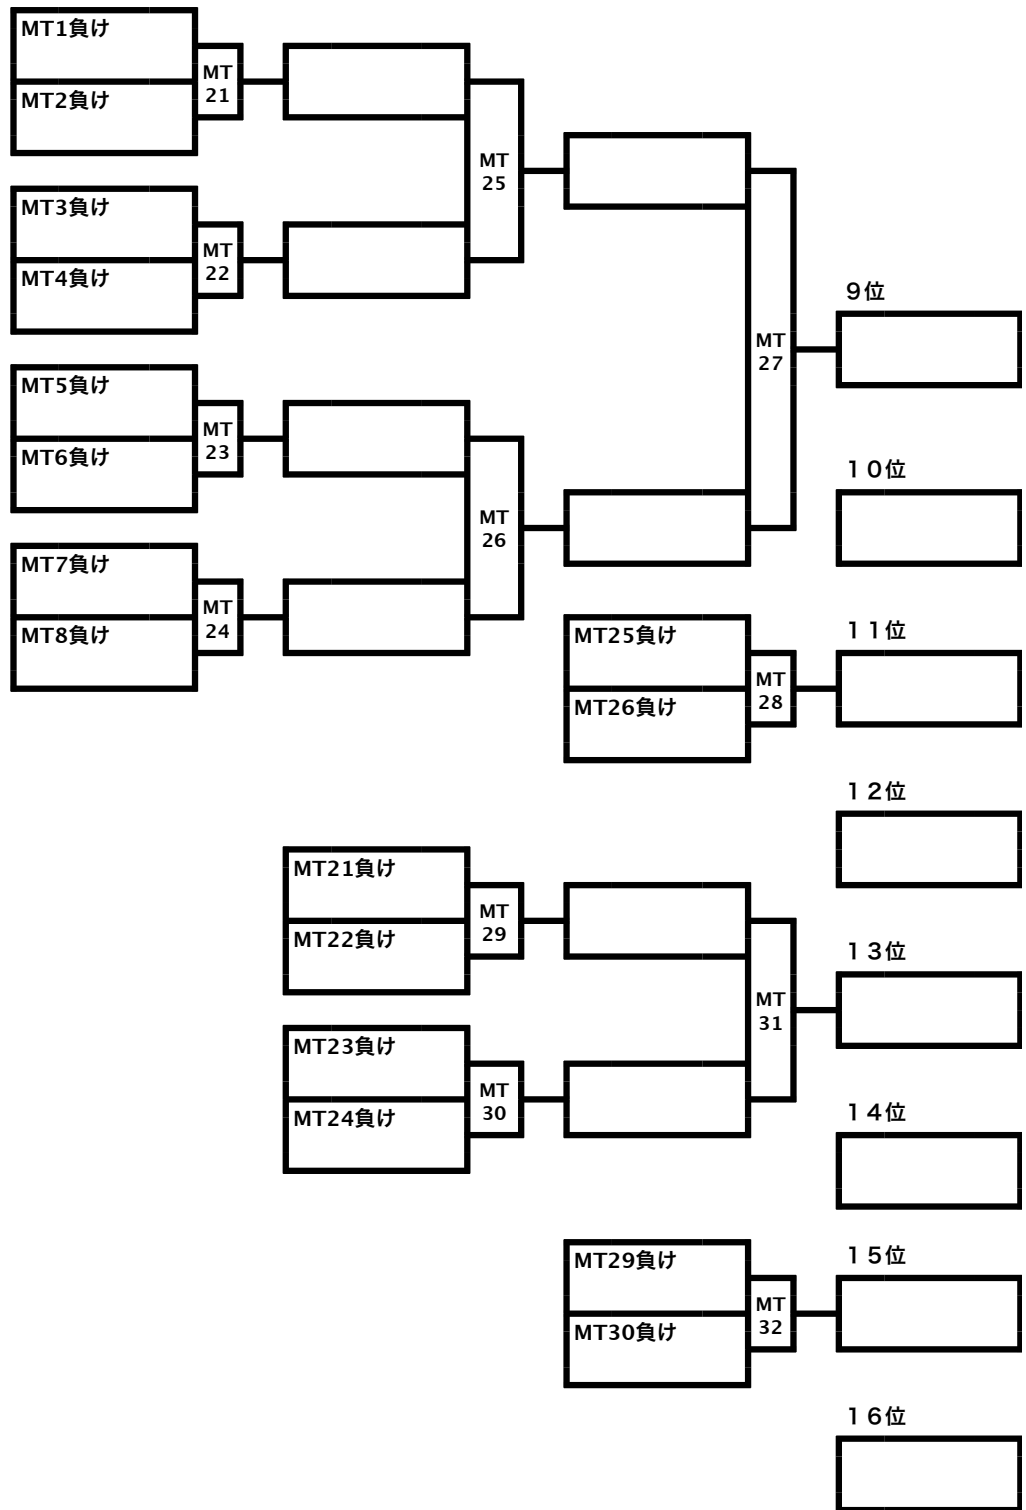 MT1負け
MT
21
MT2負け
MT
25
MT3負け
MT
22
MT4負け
９位
MT
27
MT5負け
MT
23
MT6負け
１０位
MT
26
MT7負け
MT
24
MT8負け
MT25負け
１１位
MT
28
MT26負け
１２位
MT21負け
MT
29
MT22負け
１３位
MT
31
MT23負け
MT
30
MT24負け
１４位
MT29負け
１５位
MT
32
MT30負け
１６位